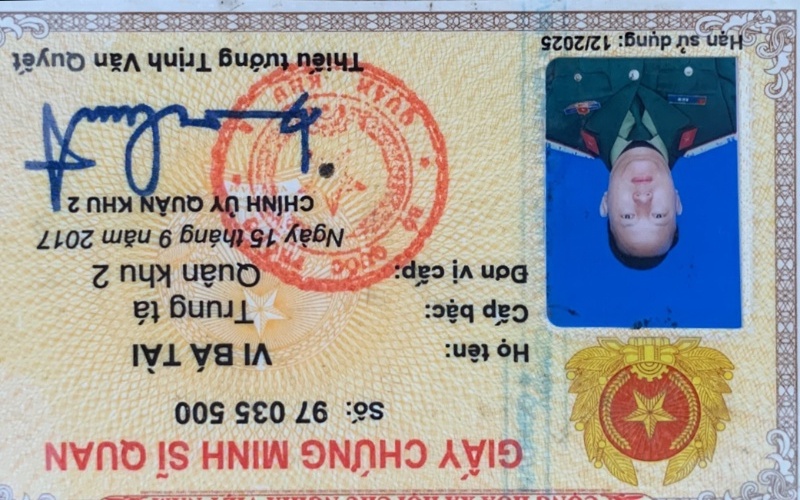 GIẤY CHỨNG MINH SĨ QUAN
Số: 97 035 500
Họ tên: VI BÁ TÀI
Cấp bậc: Trung tá
Đơn vị cấp: Quân khu 2
Ngày 15 tháng 9 năm 2017
CHÍNH ỦY QUÂN KHU 2
Thiếu tướng Trịnh Văn Quyết
Hạn sử dụng: 12/2025